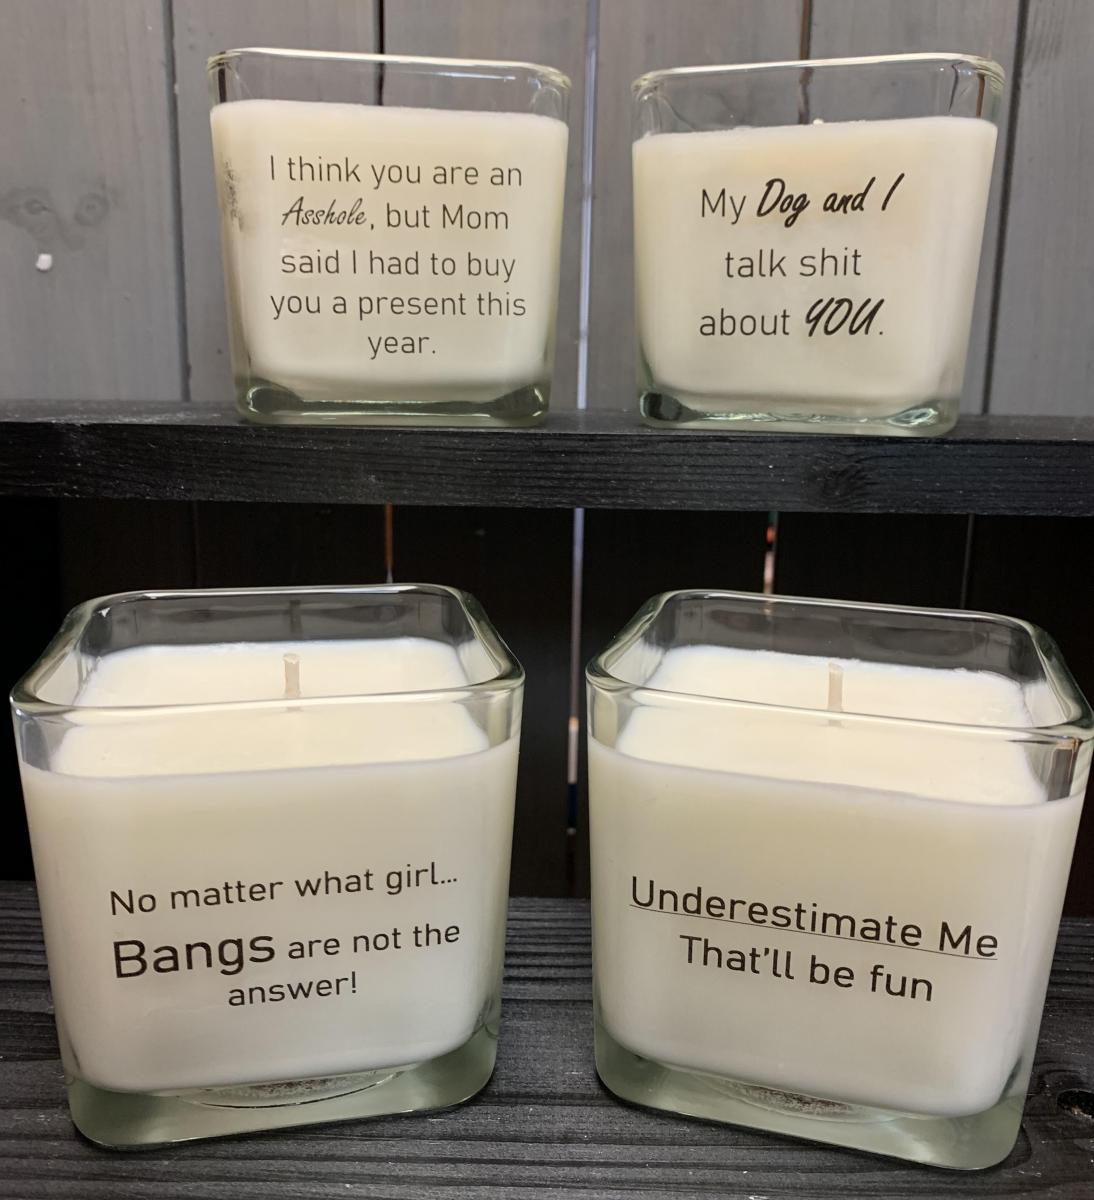 I think you are an
Asshole, but Mom
said I had to buy
you a present this
year.
My Dog and I
talk shit
about YOU.
No matter what girl...
Bangs are not the
answer!
Underestimate Me
That'll be fun